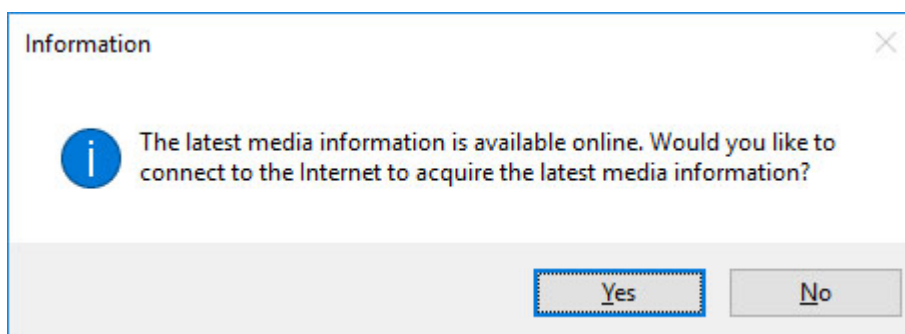 Information
The latest media information is available online. Would you like to
connect to the Internet to acquire the latest media information?
Yes
No